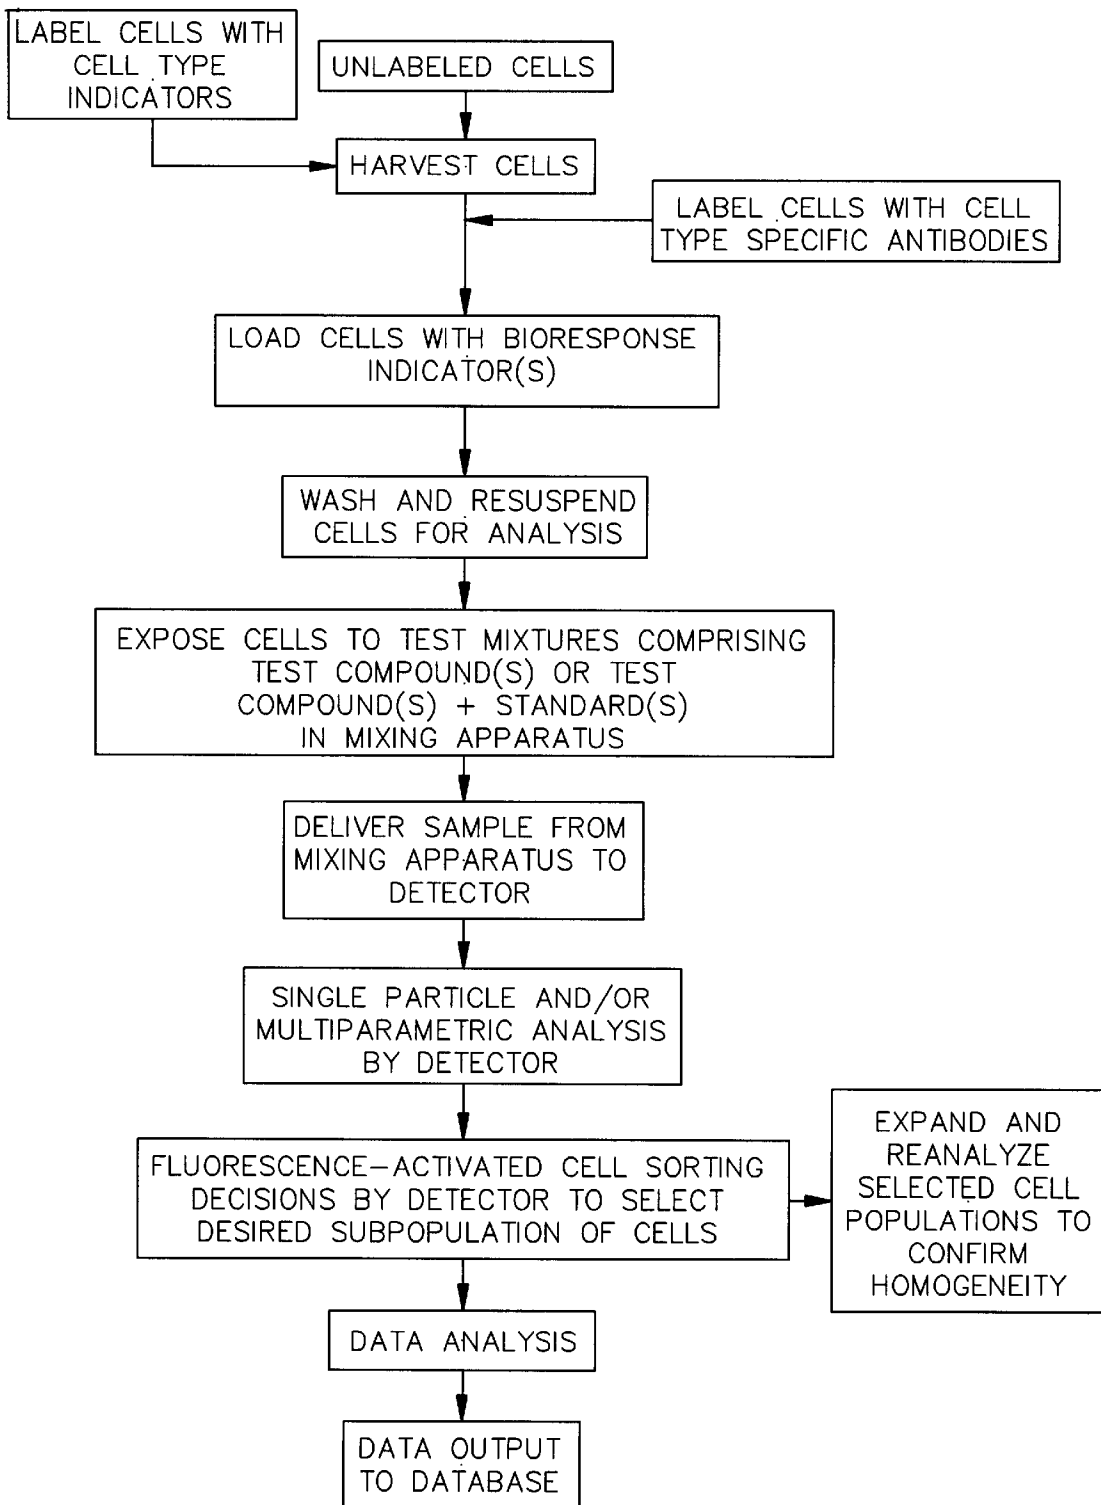 LABEL CELLS WITH
CELL TYPE
INDICATORS
UNLABELED CELLS
HARVEST CELLS
LABEL CELLS WITH CELL
TYPE SPECIFIC ANTIBODIES
LOAD CELLS WITH BIORESPONSE
INDICATOR(S)
WASH AND RESUSPEND
CELLS FOR ANALYSIS
EXPOSE CELLS TO TEST MIXTURES COMPRISING
TEST COMPOUND(S) OR TEST
COMPOUND(S) + STANDARD(S)
IN MIXING APPARATUS
DELIVER SAMPLE FROM
MIXING APPARATUS TO
DETECTOR
SINGLE PARTICLE AND/OR
MULTIPARAMETRIC ANALYSIS
BY DETECTOR
FLUORESCENCE-ACTIVATED CELL SORTING
DECISIONS BY DETECTOR TO SELECT
DESIRED SUBPOPULATION OF CELLS
EXPAND AND
REANALYZE
SELECTED CELL
POPULATIONS TO
CONFIRM
HOMOGENEITY
DATA ANALYSIS
DATA OUTPUT
TO DATABASE